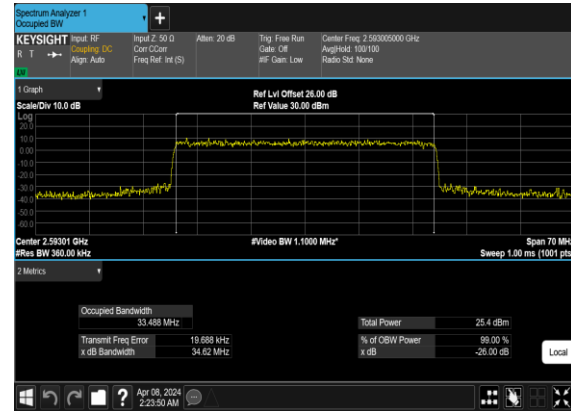 Spectrum Analyzer 1
Occupied BW
+
KEYSIGHT Input: RF Input Z: 50 Ω Atten: 20 dB Trig: Free Run Center Freq: 2.593005000 GHz
R T Coupling: DC Corr CCorr Gate: Off Avg|Hold: 100/100
Align: Auto Freq Ref: Int (S) #IF Gain: Low Radio Std: None
LXI
1 Graph Ref Lvl Offset 26.00 dB
Scale/Div 10.0 dB Ref Value 30.00 dBm
Log
20.0
10.0
0.00
-10.0
-20.0
-30.0
-40.0
-50.0
-60.0
Center 2.59301 GHz #Video BW 1.1000 MHz* Span 70 MHz
#Res BW 360.00 kHz Sweep 1.00 ms (1001 pts
2 Metrics
Occupied Bandwidth
33.488 MHz Total Power 25.4 dBm
Transmit Freq Error 19.688 kHz % of OBW Power 99.00 %
x dB Bandwidth 34.62 MHz x dB -26.00 dB
Local
? Apr 08, 2024
2:23:50 AM